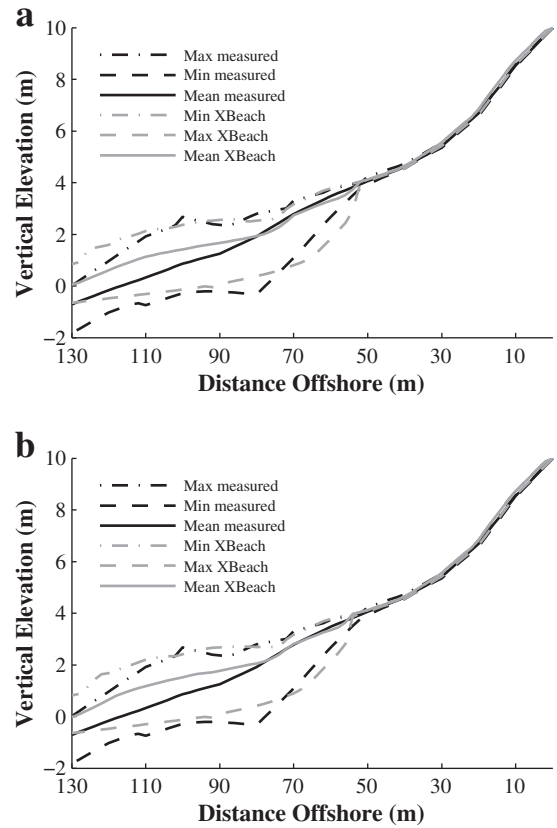 a
10
8
6
4
2
0
−2
Vertical Elevation (m)
Max measured
Min measured
Mean measured
Min XBeach
Max XBeach
Mean XBeach
130 110 90 70 50 30 10
Distance Offshore (m)
b
10
8
6
4
2
0
−2
Vertical Elevation (m)
Max measured
Min measured
Mean measured
Min XBeach
Max XBeach
Mean XBeach
130 110 90 70 50 30 10
Distance Offshore (m)